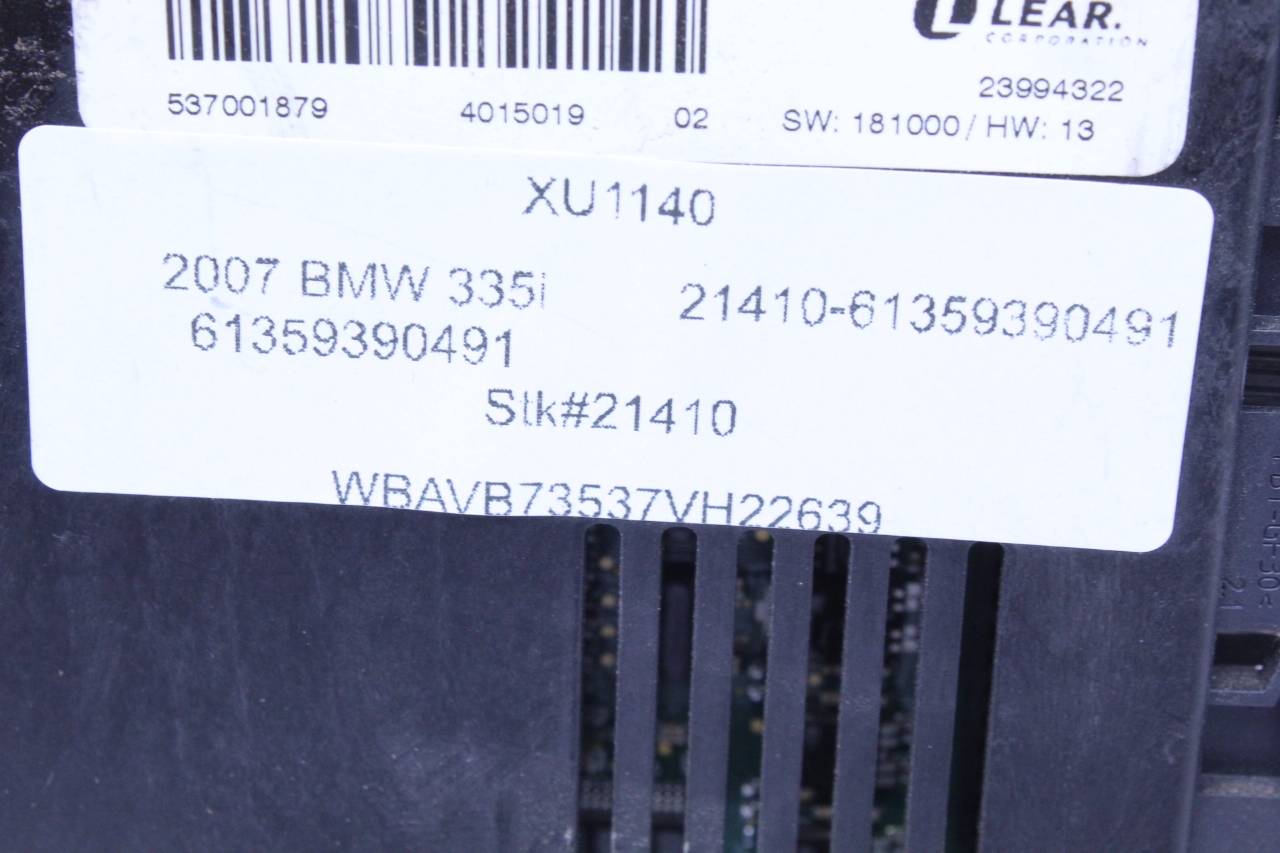 LEAR.
CORPORATION
23994322
537001879 4015019 02 SW: 181000 / HW: 13
XU1140
2007 BMW 335i 21410-61359390491
61359390491
Stk#21410
WBAVB73537VH22639